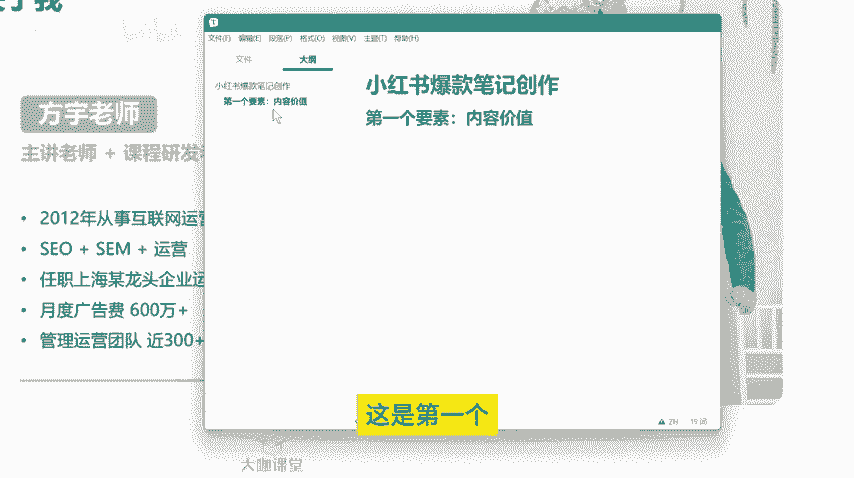 文件(F) 编辑(E) 段落(P) 格式(O) 视图(V) 主题(T) 帮助(H)
文件
大纲
小红书爆款笔记创作
第一个要素：内容价值
小红书爆款笔记创作
第一个要素：内容价值
方宇老师
主讲老师 + 课程研发
2012年从事互联网运营
SEO + SEM + 运营
任职上海某龙头企业运
月度广告费 600万+
管理运营团队 近300+
这是第一个
19 词
大咖课堂